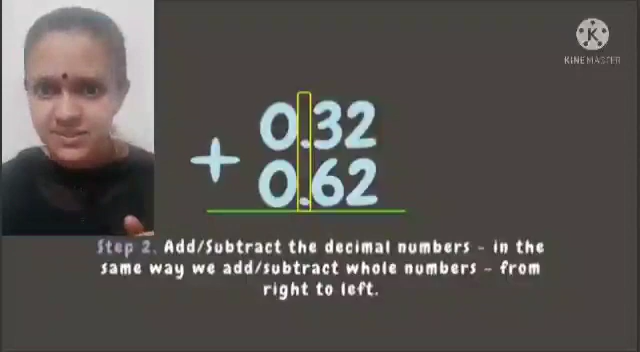 KINEMASTER
0.32
+
0.62
Step 2. Add/Subtract the decimal numbers - in the
same way we add/subtract whole numbers - from
right to left.